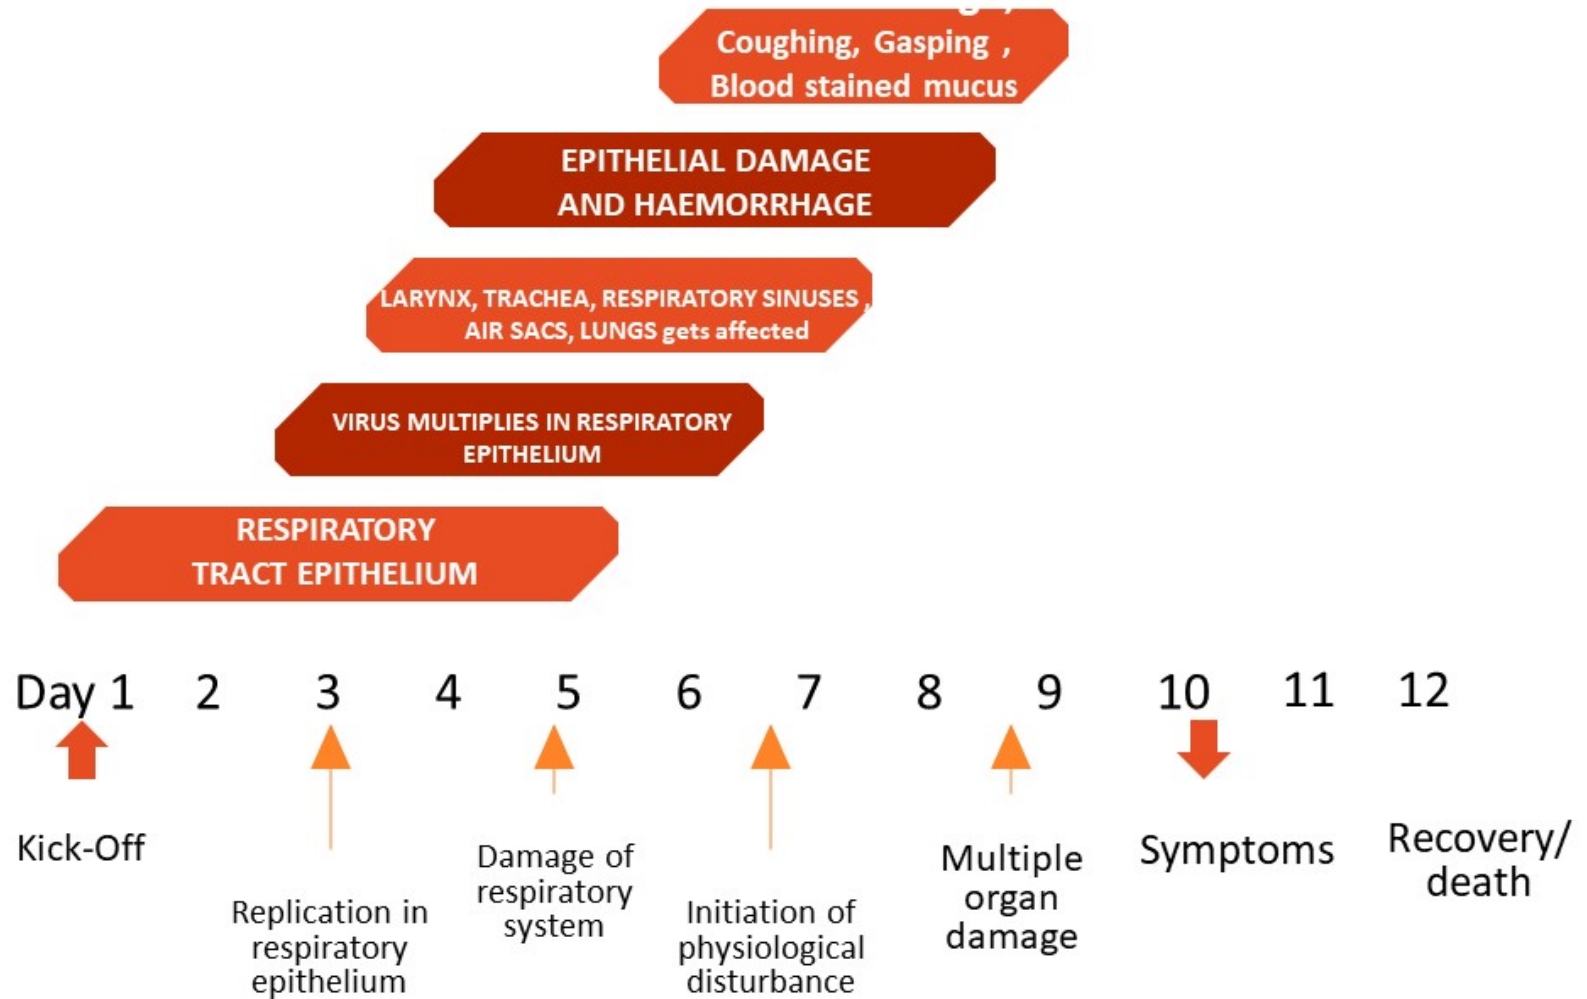 Coughing, Gasping ,
Blood stained mucus
EPITHELIAL DAMAGE
AND HAEMORRHAGE
LARYNX, TRACHEA, RESPIRATORY SINUSES ,
AIR SACS, LUNGS gets affected
VIRUS MULTIPLIES IN RESPIRATORY
EPITHELIUM
RESPIRATORY
TRACT EPITHELIUM
Day 1 2 3 4 5 6 7 8 9 10 11 12
Kick-Off
Replication in
respiratory
epithelium
Damage of
respiratory
system
Initiation of
physiological
disturbance
Multiple
organ
damage
Symptoms
Recovery/
death